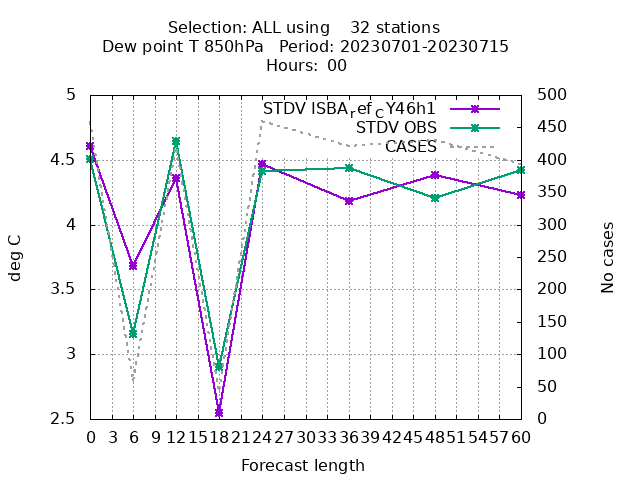 Selection: ALL using    32 stations
Dew point T 850hPa   Period: 20230701-20230715
Hours: 00
STDV ISBA_ref_CY46h1
STDV OBS
CASES
5
4.5
4
3.5
3
2.5
deg C
500
450
400
350
300
250
200
150
100
50
0
No cases
0 3 6 9 12 15 18 21 24 27 30 33 36 39 42 45 48 51 54 57 60
Forecast length